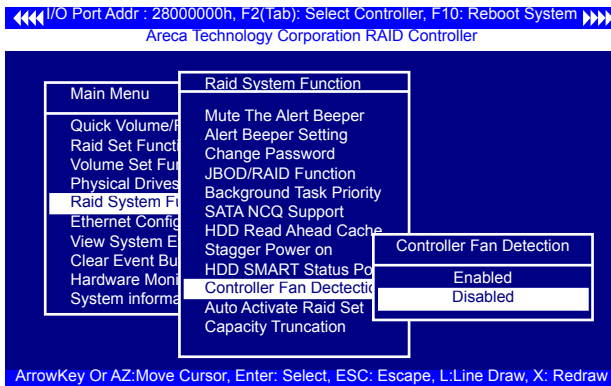 I/O Port Addr : 28000000h, F2(Tab): Select Controller, F10: Reboot System
Areca Technology Corporation RAID Controller
Main Menu
Quick Volume/
Raid Set Functi
Volume Set Fu
Physical Drives
Raid System F
Ethernet Config
View System E
Clear Event Bu
Hardware Moni
System informa
Raid System Function
Mute The Alert Beeper
Alert Beeper Setting
Change Password
JBOD/RAID Function
Background Task Priority
SATA NCQ Support
HDD Read Ahead Cache
Stagger Power on
HDD SMART Status Po
Controller Fan Dectecti
Auto Activate Raid Set
Capacity Truncation
Controller Fan Detection
Enabled
Disabled
ArrowKey Or AZ:Move Cursor, Enter: Select, ESC: Escape, L:Line Draw, X: Redraw